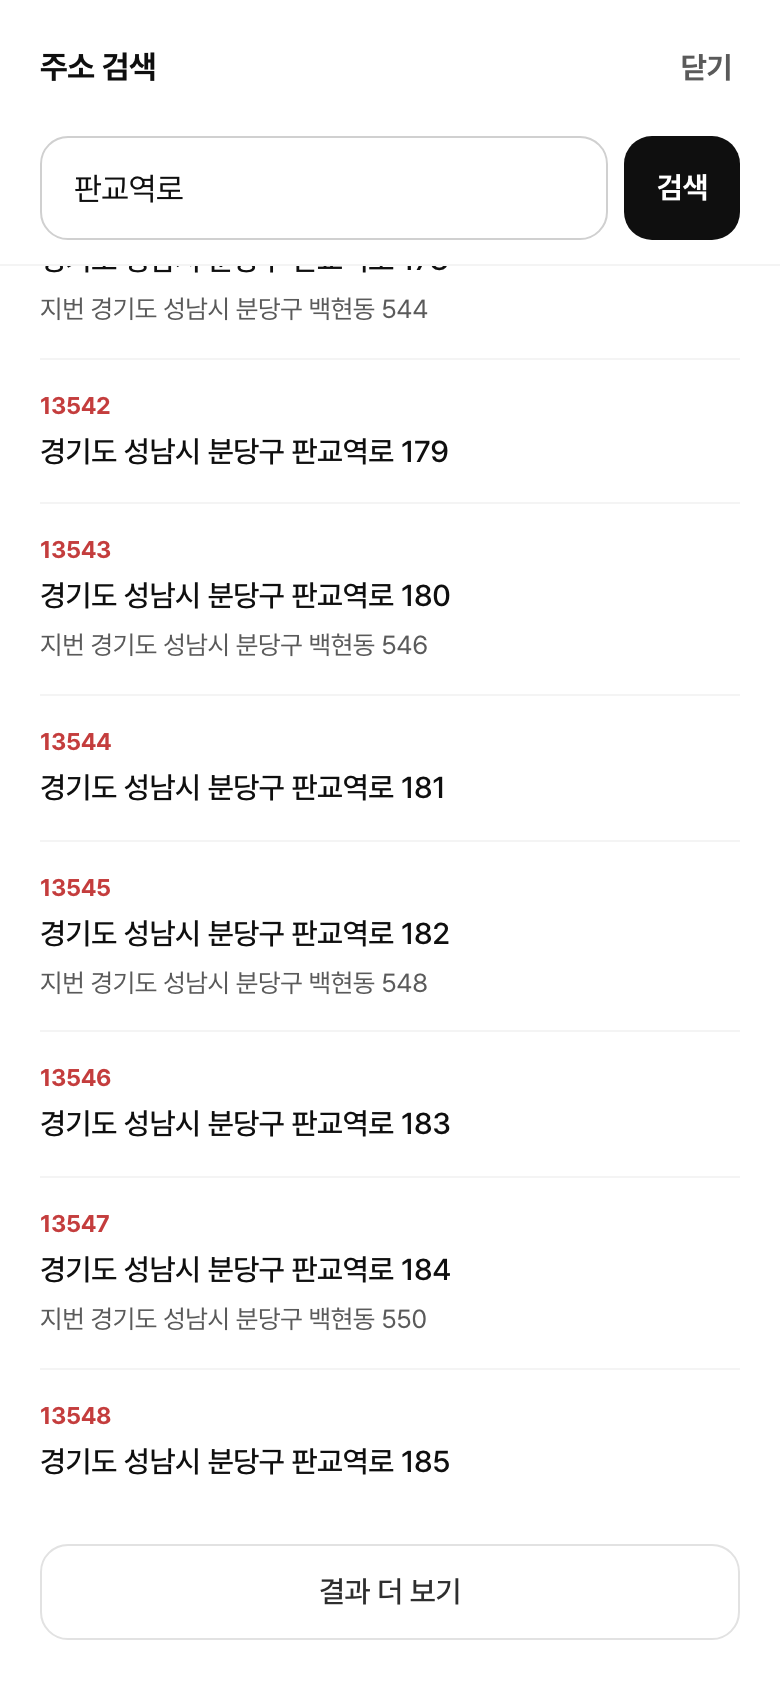 주소 검색
닫기
판교역로
검색
지번 경기도 성남시 분당구 백현동 544
13542
경기도 성남시 분당구 판교역로 179
13543
경기도 성남시 분당구 판교역로 180
지번 경기도 성남시 분당구 백현동 546
13544
경기도 성남시 분당구 판교역로 181
13545
경기도 성남시 분당구 판교역로 182
지번 경기도 성남시 분당구 백현동 548
13546
경기도 성남시 분당구 판교역로 183
13547
경기도 성남시 분당구 판교역로 184
지번 경기도 성남시 분당구 백현동 550
13548
경기도 성남시 분당구 판교역로 185
결과 더 보기